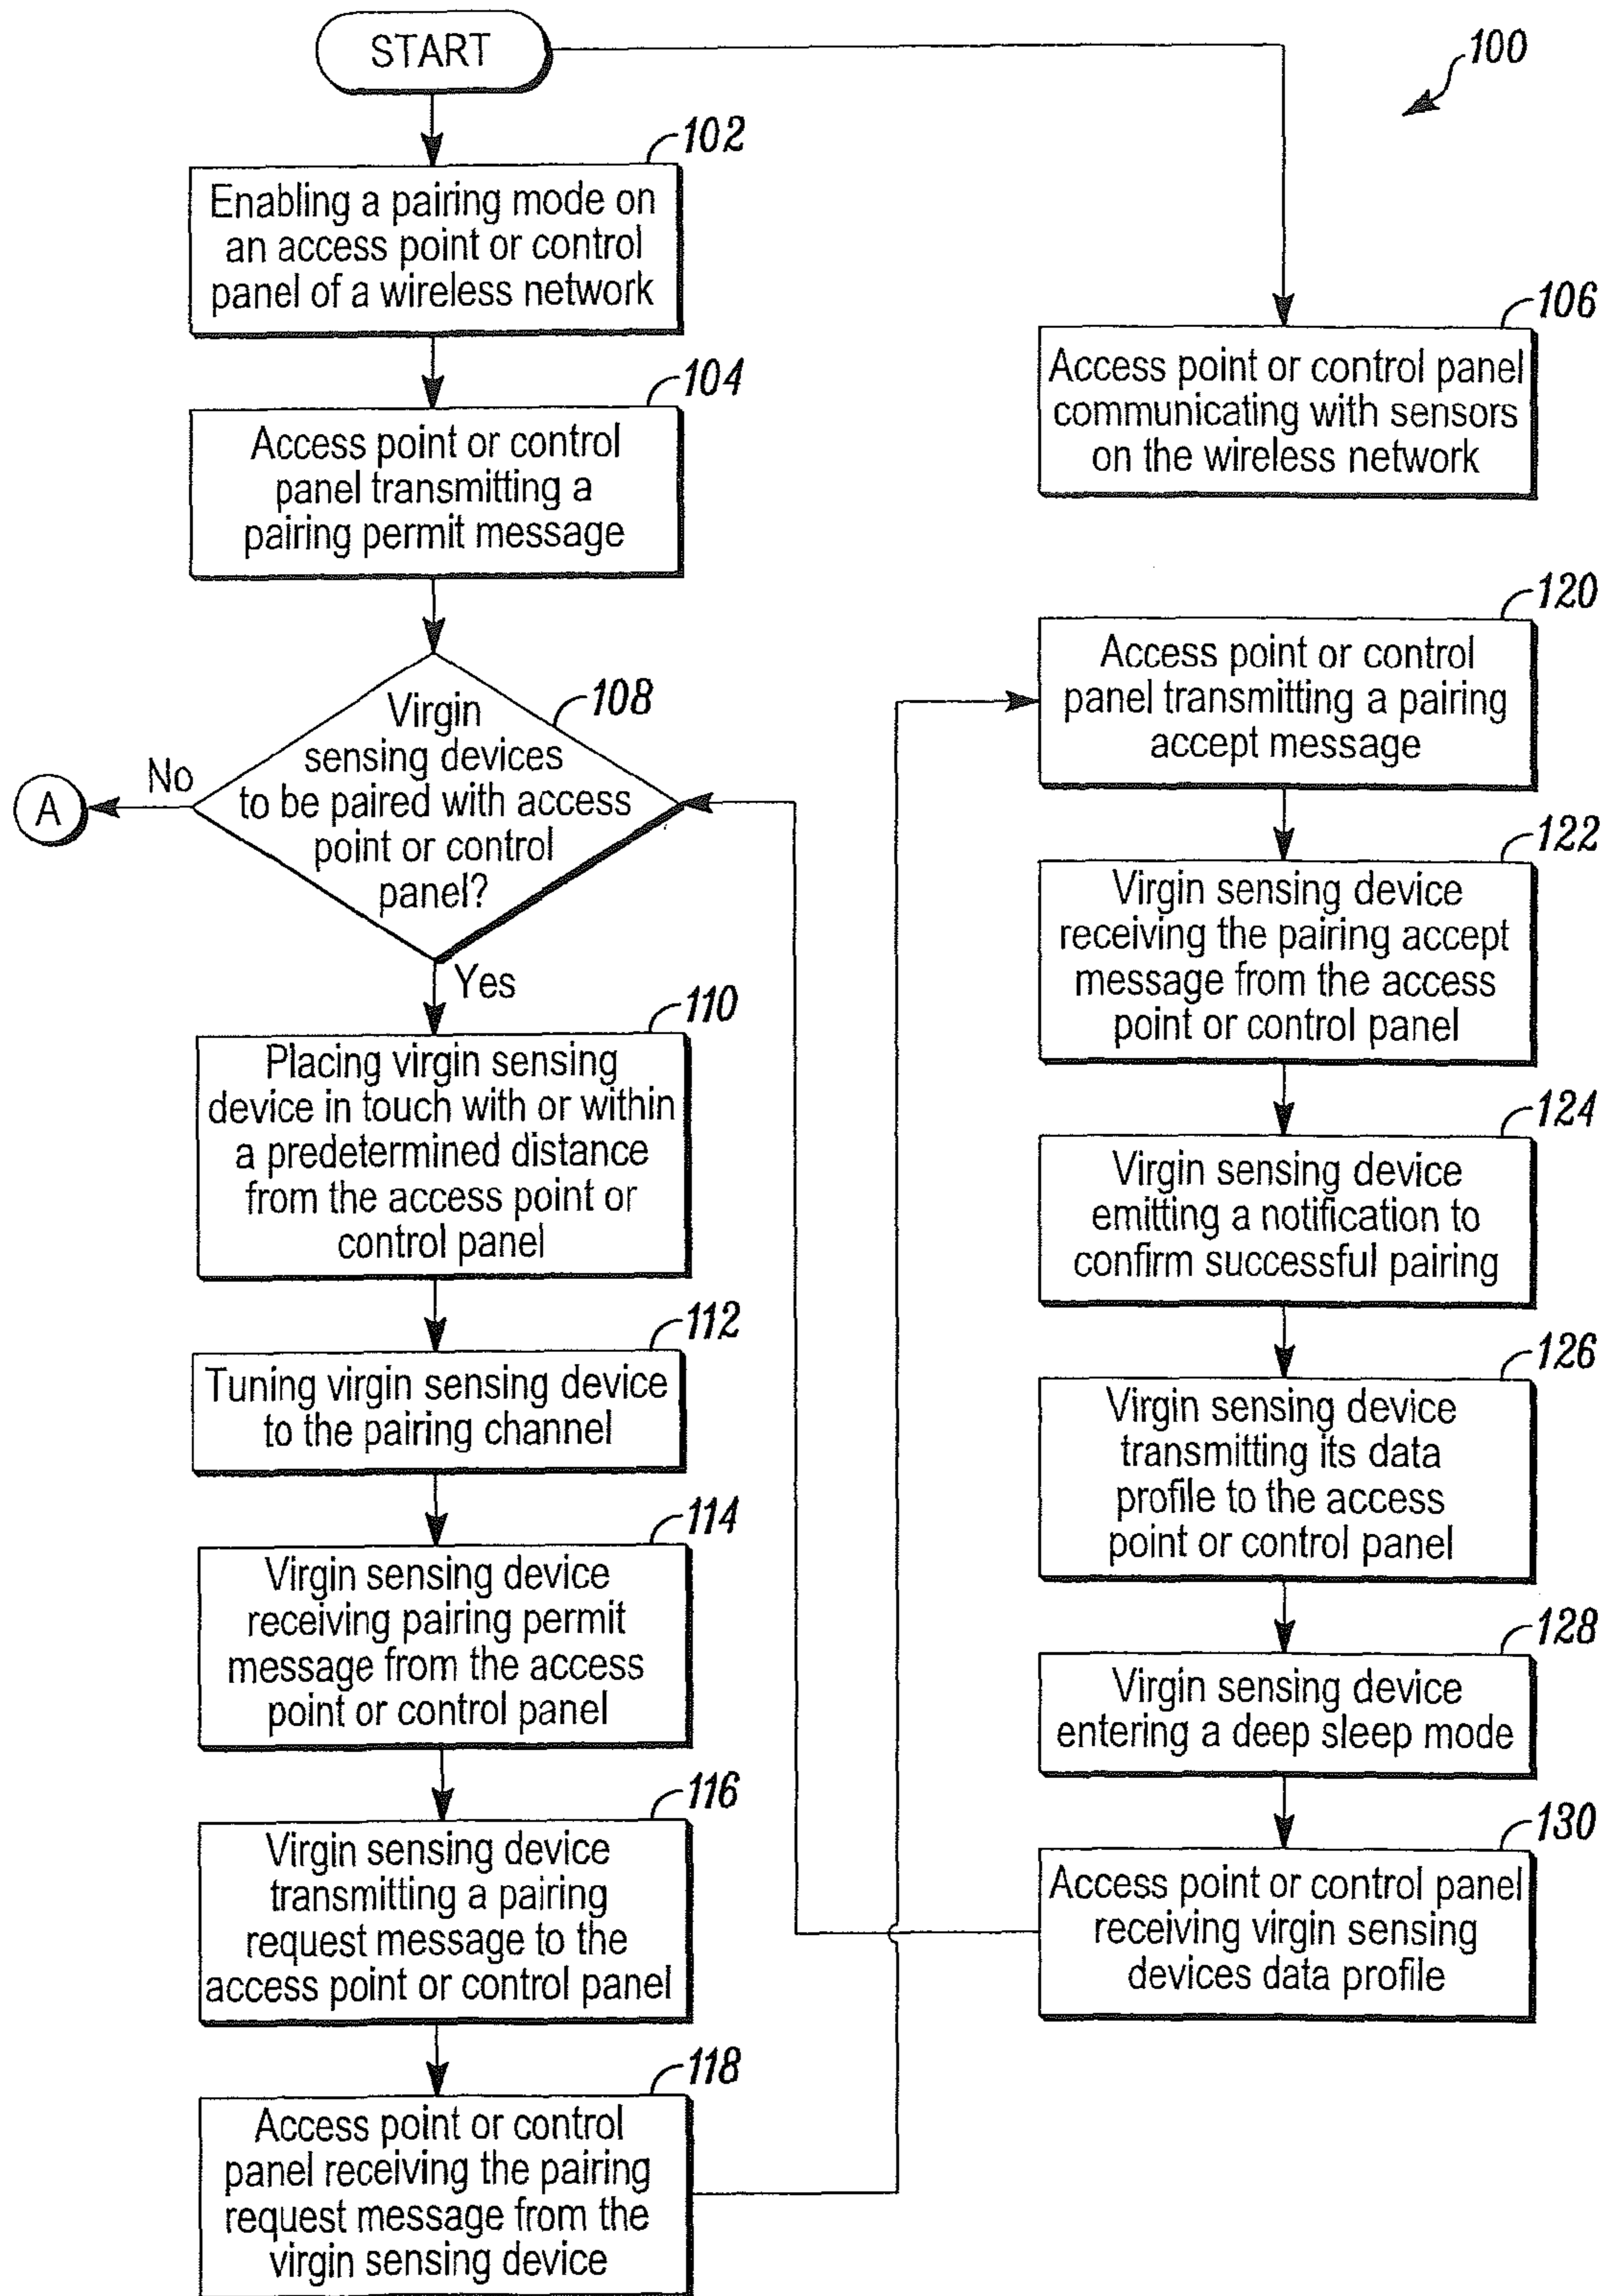 START
100
102
Enabling a pairing mode on
an access point or control
panel of a wireless network
104
Access point or control
panel transmitting a
pairing permit message
106
Access point or control panel
communicating with sensors
on the wireless network
108
Virgin
sensing devices
to be paired with access
point or control
panel?
No
A
Yes
110
Placing virgin sensing
device in touch with or within
a predetermined distance
from the access point or
control panel
112
Tuning virgin sensing device
to the pairing channel
114
Virgin sensing device
receiving pairing permit
message from the access
point or control panel
116
Virgin sensing device
transmitting a pairing
request message to the
access point or control panel
118
Access point or control
panel receiving the pairing
request message from the
virgin sensing device
120
Access point or control
panel transmitting a pairing
accept message
122
Virgin sensing device
receiving the pairing accept
message from the access
point or control panel
124
Virgin sensing device
emitting a notification to
confirm successful pairing
126
Virgin sensing device
transmitting its data
profile to the access
point or control panel
128
Virgin sensing device
entering a deep sleep mode
130
Access point or control panel
receiving virgin sensing
devices data profile